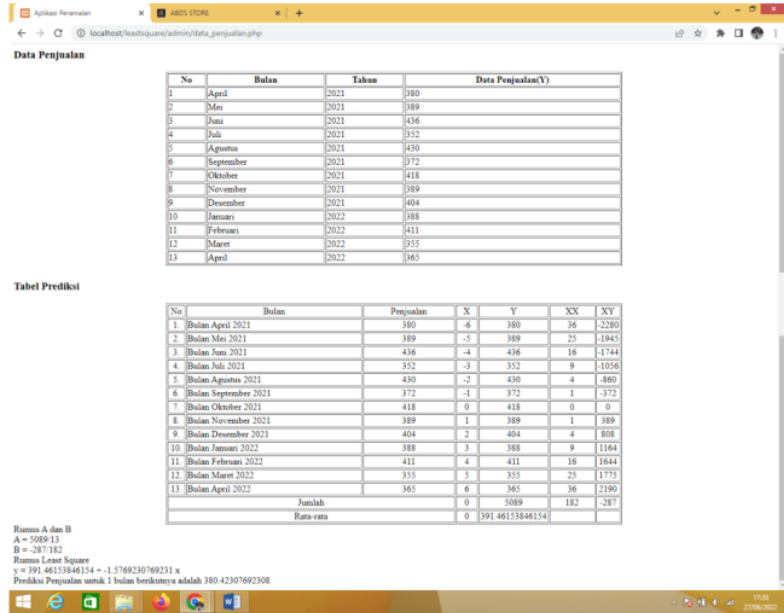 Aplikasi Peramalan
ABDS STORE
localhost/leastsquare/admin/data_penjualan.php
Data Penjualan
No Bulan Tahun Data Penjualan(Y)
1 April 2021 380
2 Mei 2021 389
3 Juni 2021 436
4 Juli 2021 352
5 Agustus 2021 430
6 September 2021 372
7 Oktober 2021 418
8 November 2021 389
9 Desember 2021 404
10 Januari 2022 388
11 Februari 2022 411
12 Maret 2022 355
13 April 2022 365
Tabel Prediksi
No Bulan Penjualan X Y XX XY
1. Bulan April 2021 380 -6 380 36 -2280
2. Bulan Mei 2021 389 -5 389 25 -1945
3. Bulan Juni 2021 436 -4 436 16 -1744
4. Bulan Juli 2021 352 -3 352 9 -1056
5. Bulan Agustus 2021 430 -2 430 4 -860
6. Bulan September 2021 372 -1 372 1 -372
7. Bulan Oktober 2021 418 0 418 0 0
8. Bulan November 2021 389 1 389 1 389
9. Bulan Desember 2021 404 2 404 4 808
10. Bulan Januari 2022 388 3 388 9 1164
11. Bulan Februari 2022 411 4 411 16 1644
12. Bulan Maret 2022 355 5 355 25 1775
13. Bulan April 2022 365 6 365 36 2190
Jumlah 0 5089 182 -287
Rata-rata 0 391.46153846154
Rumus A dan B
A = 5089/13
B = -287/182
Rumus Least Square
y = 391.46153846154 + -1.5769230769231 x
Prediksi Penjualan untuk 1 bulan berikutnya adalah 380.42307692308
17:20
27/06/2022